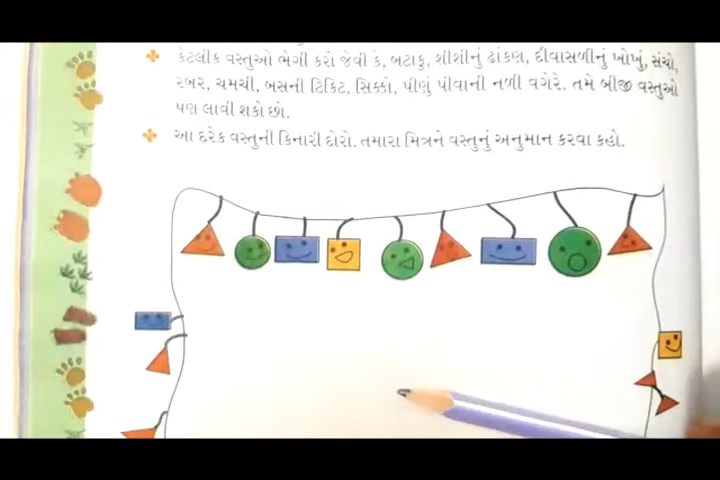 કેટલીક વસ્તુઓ ભેગી કરો જેવી કે, બટાકુ, શીશીનું ઢાંકણ, દીવાસળીનું ખોખું, સંચો,
રબર, ચમચી, બસની ટિકિટ, સિક્કો, પીણું પીવાની નળી વગેરે. તમે બીજી વસ્તુઓ
પણ લાવી શકો છો.
આ દરેક વસ્તુની કિનારી દોરો. તમારા મિત્રને વસ્તુનું અનુમાન કરવા કહો.